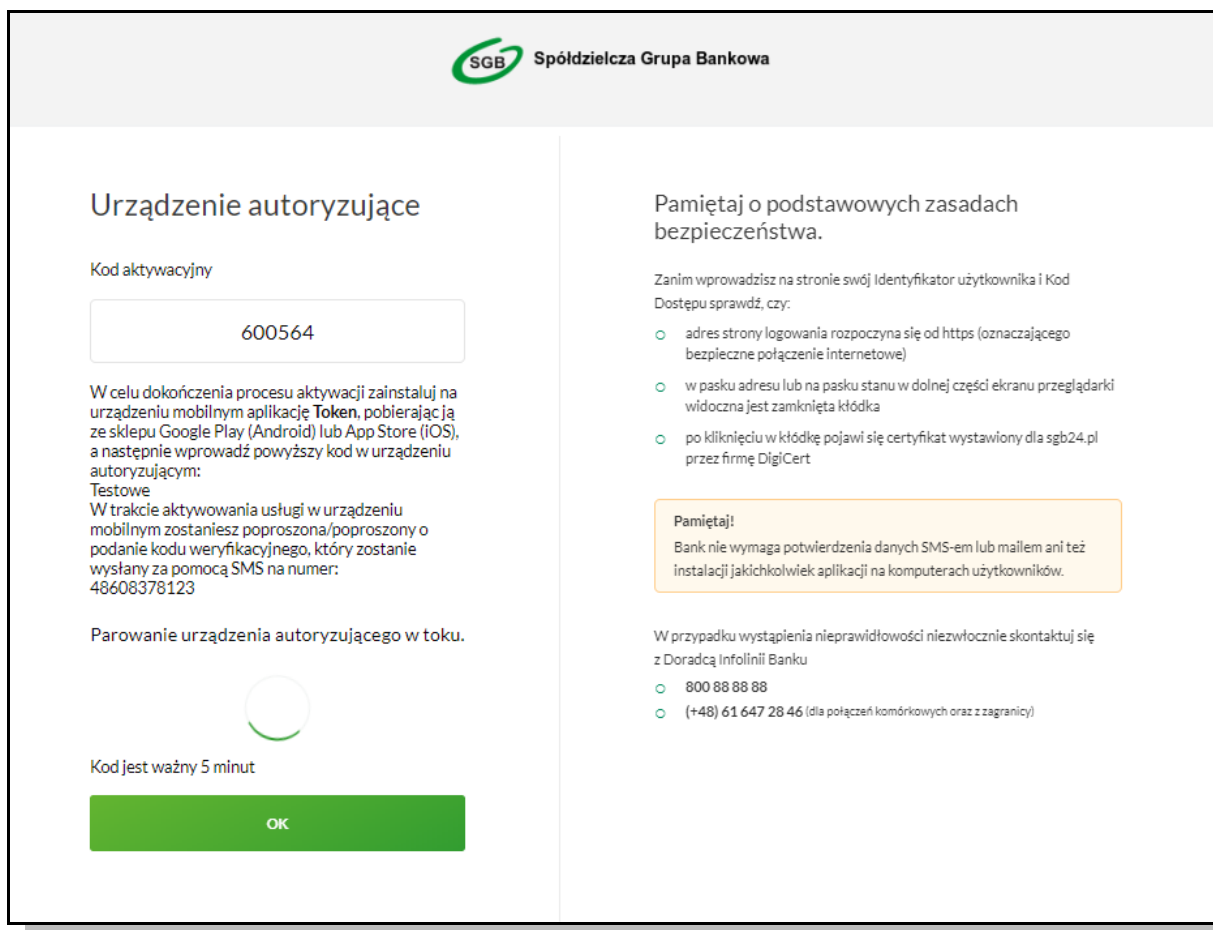 SGB Spółdzielcza Grupa Bankowa
Urządzenie autoryzujące
Kod aktywacyjny
600564
W celu dokończenia procesu aktywacji zainstaluj na
urządzeniu mobilnym aplikację Token, pobierając ją
ze sklepu Google Play (Android) lub App Store (iOS),
a następnie wprowadź powyższy kod w urządzeniu
autoryzującym:
Testowe
W trakcie aktywowania usługi w urządzeniu
mobilnym zostaniesz poproszona/poproszony o
podanie kodu weryfikacyjnego, który zostanie
wysłany za pomocą SMS na numer:
48608378123
Parowanie urządzenia autoryzującego w toku.
Kod jest ważny 5 minut
OK
Pamiętaj o podstawowych zasadach
bezpieczeństwa.
Zanim wprowadzisz na stronie swój Identyfikator użytkownika i Kod
Dostępu sprawdź, czy:
adres strony logowania rozpoczyna się od https (oznaczającego
bezpieczne połączenie internetowe)
w pasku adresu lub na pasku stanu w dolnej części ekranu przeglądarki
widoczna jest zamknięta kłódka
po kliknięciu w kłódkę pojawi się certyfikat wystawiony dla sgb24.pl
przez firmę DigiCert
Pamiętaj!
Bank nie wymaga potwierdzenia danych SMS-em lub mailem ani też
instalacji jakichkolwiek aplikacji na komputerach użytkowników.
W przypadku wystąpienia nieprawidłowości niezwłocznie skontaktuj się
z Doradcą Infolinii Banku
800 88 88 88
(+48) 61 647 28 46 (dla połączeń komórkowych oraz z zagranicy)